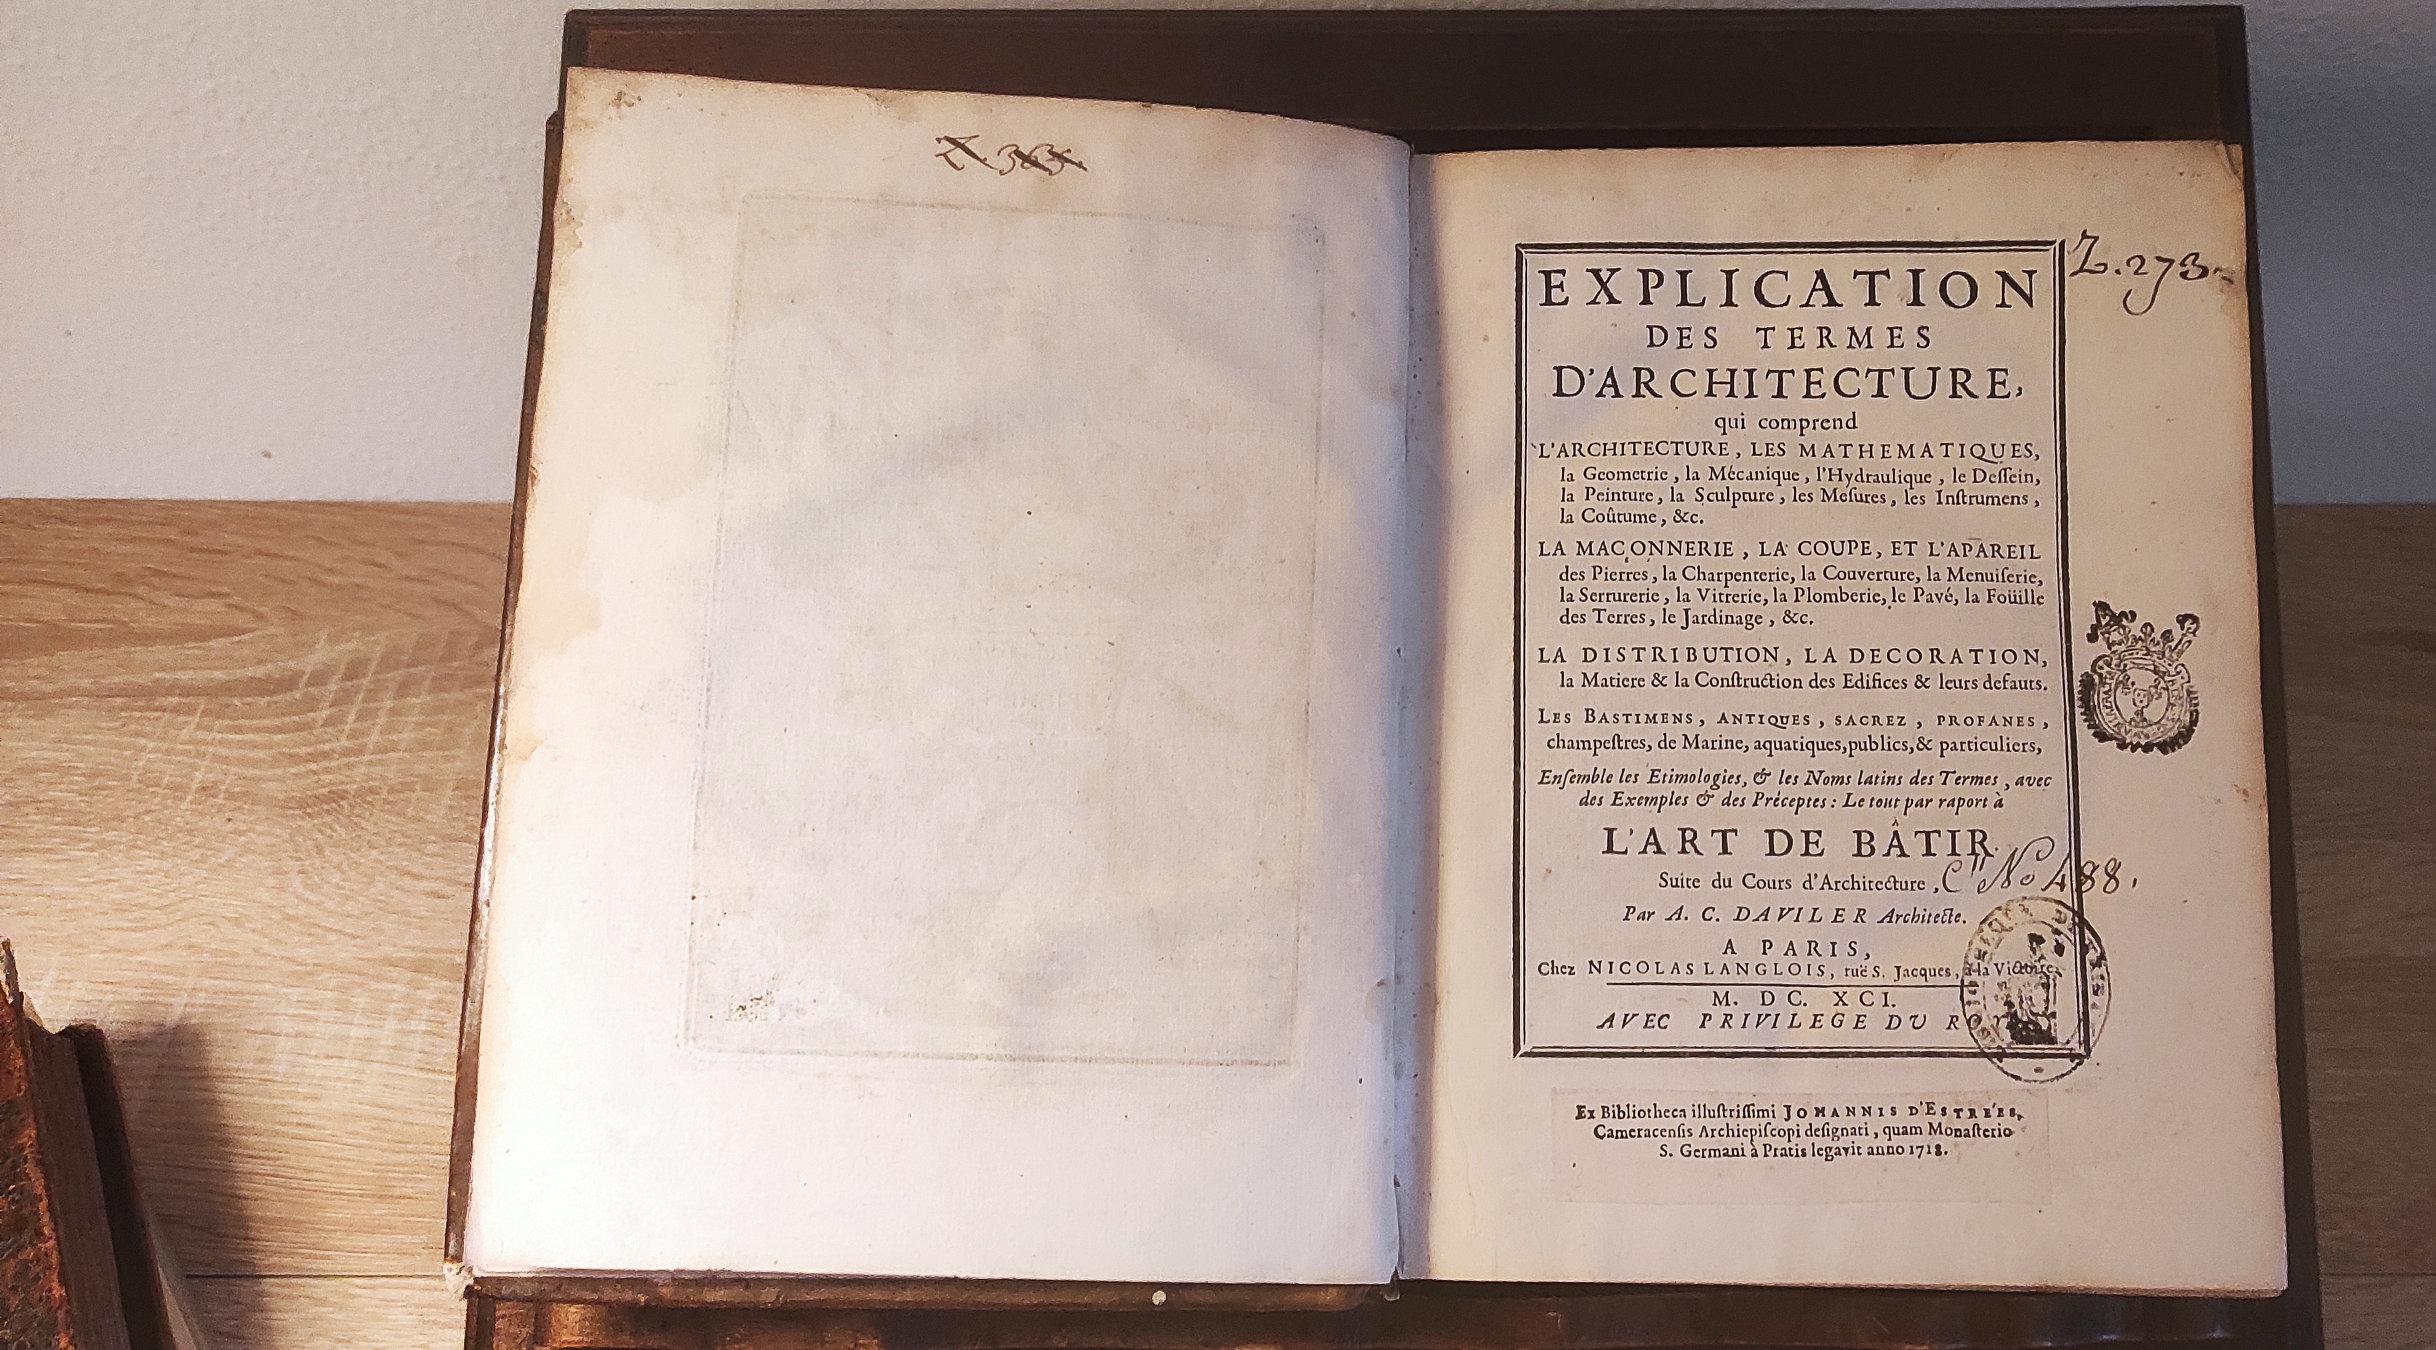 Z. 273.
EXPLICATION
DES TERMES
D'ARCHITECTURE,
qui comprend
L'ARCHITECTURE, LES MATHEMATIQUES,
la Geometrie, la Mécanique, l'Hydraulique, le Deſſein,
la Peinture, la Sculpture, les Meſures, les Inſtrumens,
la Coûtume, &c.
LA MAÇONNERIE, LA COUPE, ET L'APAREIL
des Pierres, la Charpenterie, la Couverture, la Menuiſerie,
la Serrurerie, la Vitrerie, la Plomberie, le Pavé, la Foüille
des Terres, le Jardinage, &c.
LA DISTRIBUTION, LA DECORATION,
la Matiere & la Conſtruction des Edifices & leurs defauts.
LES BASTIMENS, ANTIQUES, SACREZ, PROFANES,
champeſtres, de Marine, aquatiques, publics, & particuliers,
Enſemble les Etimologies, & les Noms latins des Termes, avec
des Exemples & des Préceptes : Le tout par raport à
L'ART DE BÂTIR.
Suite du Cours d'Architecture, C" No 488.
Par A. C. DAVILER Architecte.
A PARIS,
Chez NICOLAS LANGLOIS, ruë S. Jacques, à la Victoire.
M. DC. XCI.
AVEC PRIVILEGE DU ROY
Ex Bibliotheca illuſtriſſimi JOHANNIS D'ESTRÉES,
Cameracenſis Archiepiſcopi deſignati, quam Monaſterio
S. Germani à Pratis legavit anno 1718.